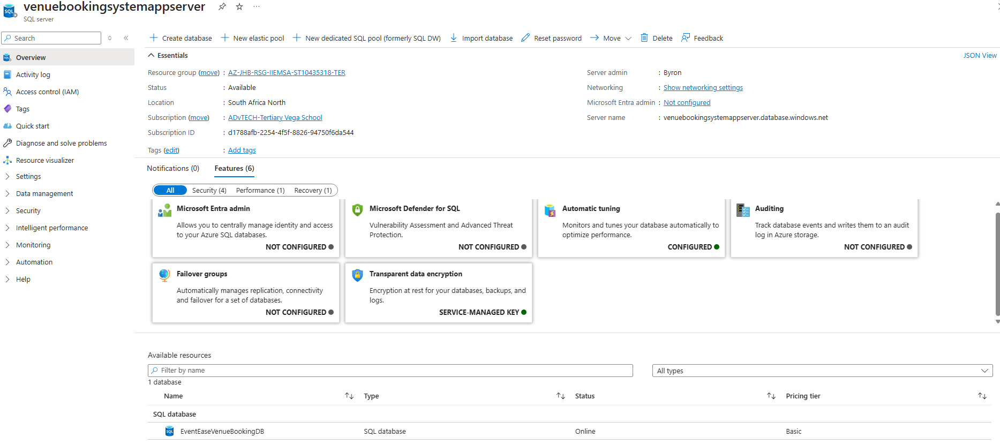 venuebookingsystemappserver
SQL server
Search
Create database
New elastic pool
New dedicated SQL pool (formerly SQL DW)
Import database
Reset password
Move
Delete
Feedback
Overview
Activity log
Access control (IAM)
Tags
Quick start
Diagnose and solve problems
Resource visualizer
Settings
Data management
Security
Intelligent performance
Monitoring
Automation
Help
Essentials
JSON View
Resource group (move) : AZ-JHB-RSG-IIEMSA-ST10435318-TER
Status : Available
Location : South Africa North
Subscription (move) : ADvTECH-Tertiary Vega School
Subscription ID : d1788afb-2254-4f5f-8826-94750f6da544
Tags (edit) : Add tags
Server admin : Byron
Networking : Show networking settings
Microsoft Entra admin : Not configured
Server name : venuebookingsystemappserver.database.windows.net
Notifications (0)
Features (6)
All
Security (4)
Performance (1)
Recovery (1)
Microsoft Entra admin
Allows you to centrally manage identity and access
to your Azure SQL databases.
NOT CONFIGURED
Microsoft Defender for SQL
Vulnerability Assessment and Advanced Threat
Protection.
NOT CONFIGURED
Automatic tuning
Monitors and tunes your database automatically to
optimize performance.
CONFIGURED
Auditing
Track database events and writes them to an audit
log in Azure storage.
NOT CONFIGURED
Failover groups
Automatically manages replication, connectivity
and failover for a set of databases.
NOT CONFIGURED
Transparent data encryption
Encryption at rest for your databases, backups, and
logs.
SERVICE-MANAGED KEY
Available resources
Filter by name
All types
1 database
Name
Type
Status
Pricing tier
SQL database
EventEaseVenueBookingDB
SQL database
Online
Basic